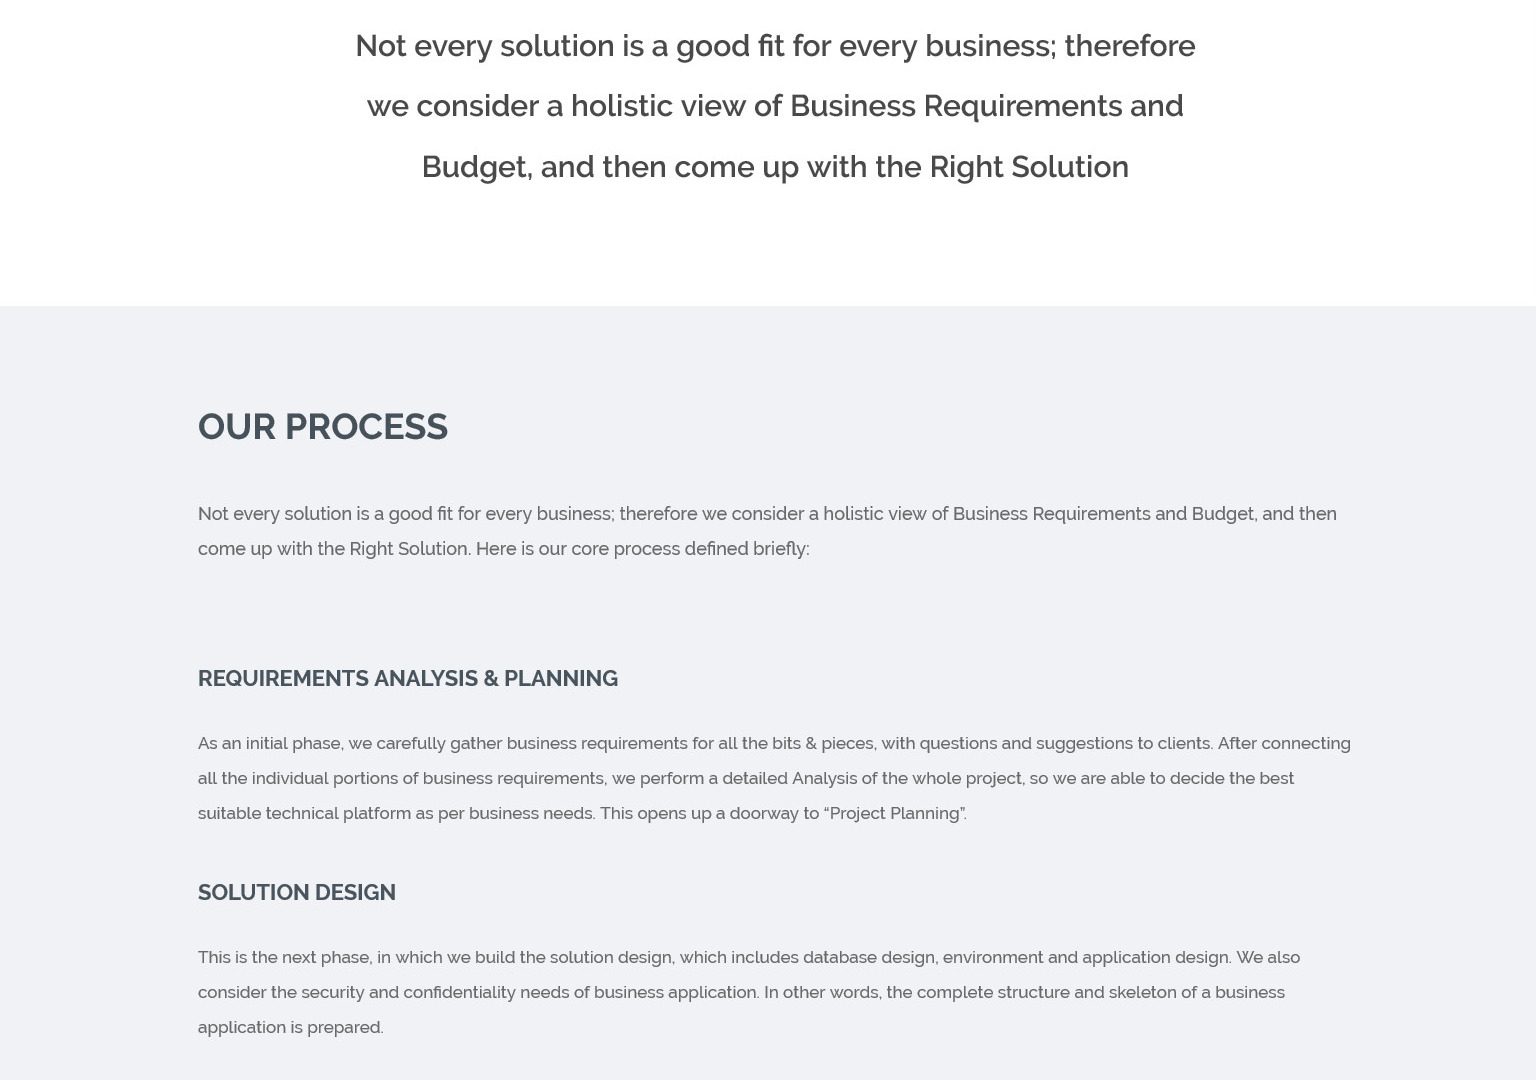 Not every solution is a good fit for every business; therefore
we consider a holistic view of Business Requirements and
Budget, and then come up with the Right Solution
OUR PROCESS
Not every solution is a good fit for every business; therefore we consider a holistic view of Business Requirements and Budget, and then
come up with the Right Solution. Here is our core process defined briefly:
REQUIREMENTS ANALYSIS & PLANNING
As an initial phase, we carefully gather business requirements for all the bits & pieces, with questions and suggestions to clients. After connecting
all the individual portions of business requirements, we perform a detailed Analysis of the whole project, so we are able to decide the best
suitable technical platform as per business needs. This opens up a doorway to “Project Planning”.
SOLUTION DESIGN
This is the next phase, in which we build the solution design, which includes database design, environment and application design. We also
consider the security and confidentiality needs of business application. In other words, the complete structure and skeleton of a business
application is prepared.